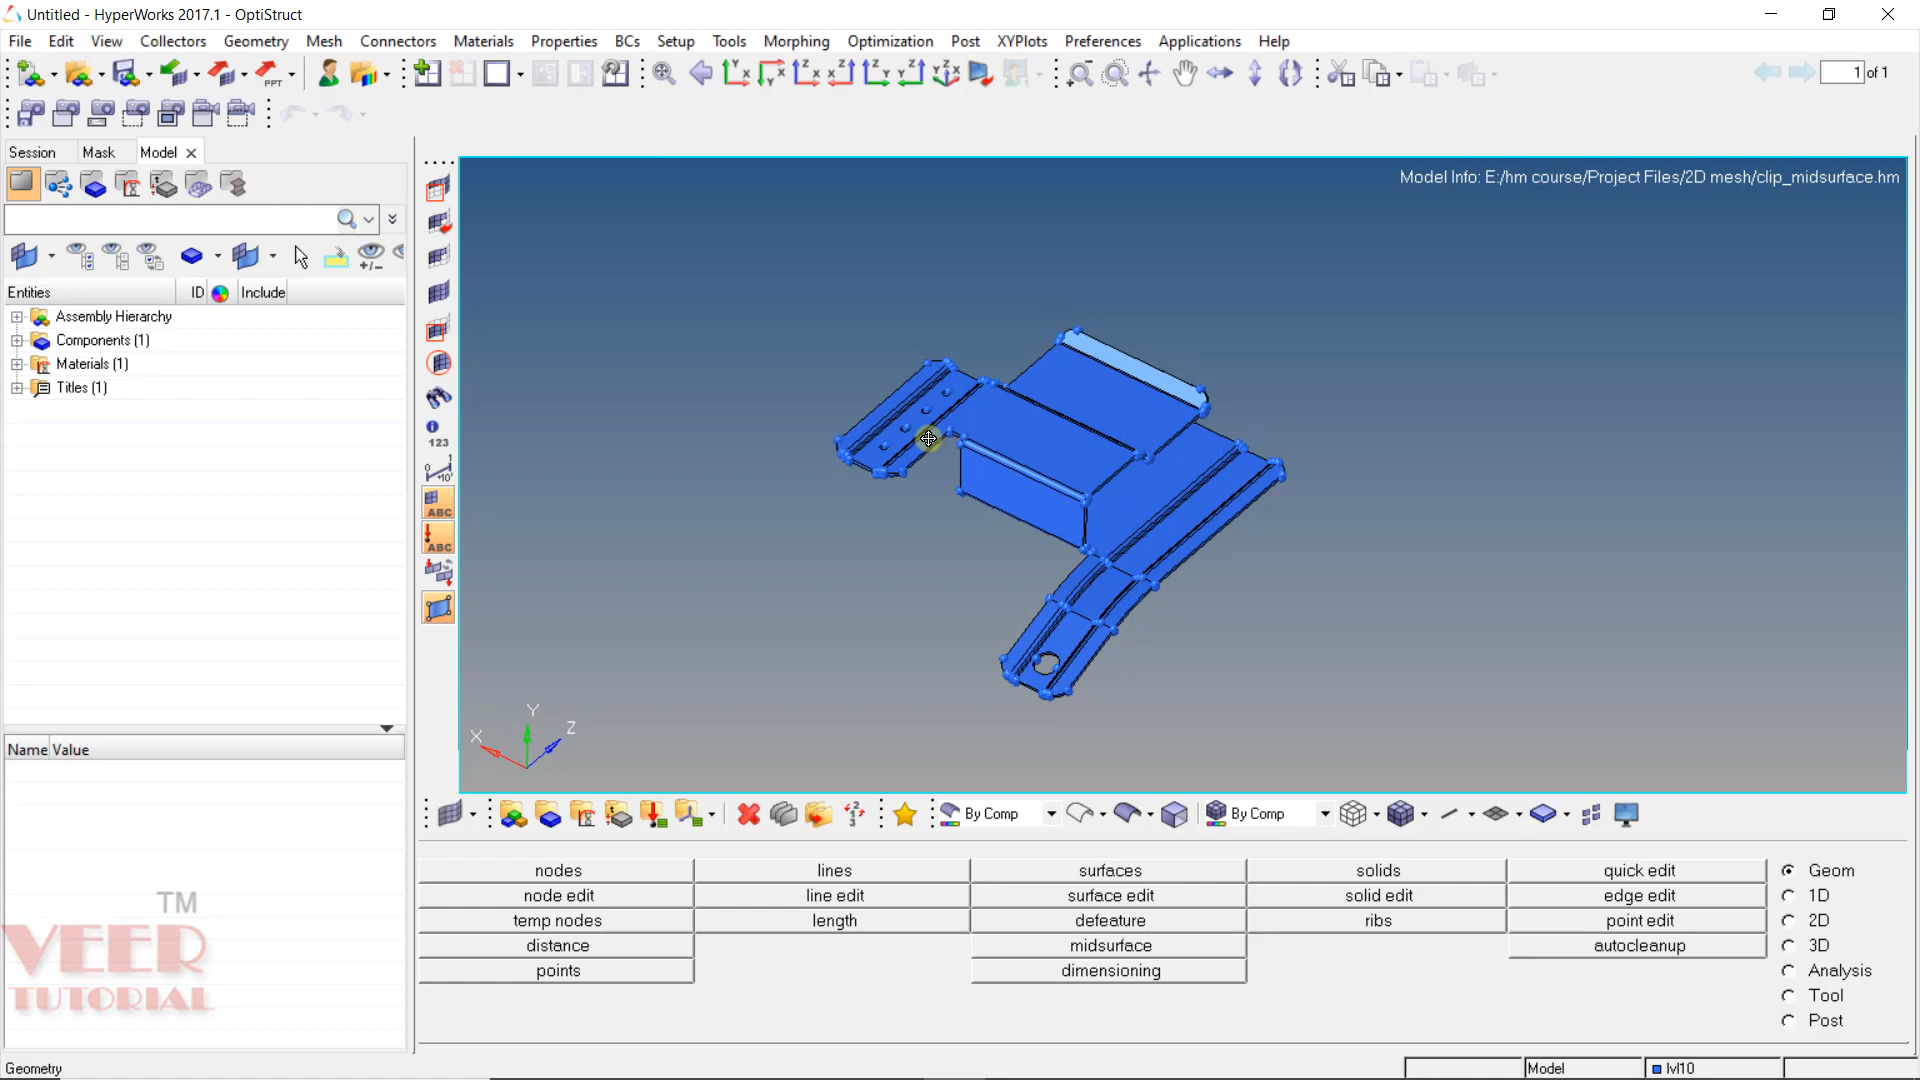 Untitled - HyperWorks 2017.1 - OptiStruct
File Edit View Collectors Geometry Mesh Connectors Materials Properties BCs Setup Tools Morphing Optimization Post XYPlots Preferences Applications Help
1 of 1
Session Mask Model
Model Info: E:/hm course/Project Files/2D mesh/clip_midsurface.hm
Entities ID Include
Assembly Hierarchy
Components (1)
Materials (1)
Titles (1)
123
ABC
ABC
Y
X Z
Name Value
By Comp By Comp
nodes lines surfaces solids quick edit Geom
node edit line edit surface edit solid edit edge edit 1D
temp nodes length defeature ribs point edit 2D
distance midsurface autocleanup 3D
points dimensioning Analysis
Tool
Post
TM
VEER
TUTORIAL
Geometry Model lvl10